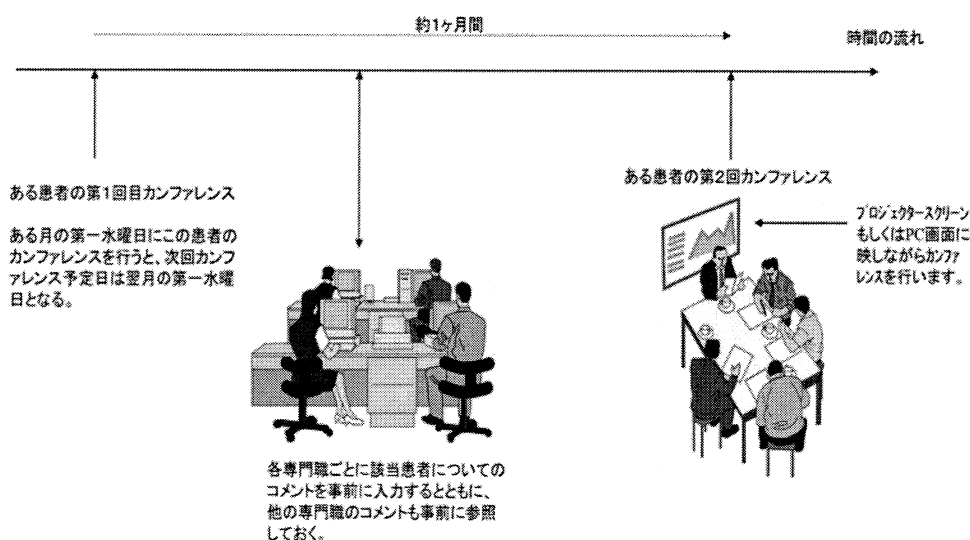 約1ヶ月間
時間の流れ
ある患者の第1回目カンファレンス
ある月の第一水曜日にこの患者の
カンファレンスを行うと、次回カンフ
ァレンス予定日は翌月の第一水曜
日となる。
各専門職ごとに該当患者についての
コメントを事前に入力するとともに、
他の専門職のコメントも事前に参照
しておく。
ある患者の第2回カンファレンス
プロジェクタースクリーン
もしくはPC画面に
映しながらカンファ
レンスを行います。